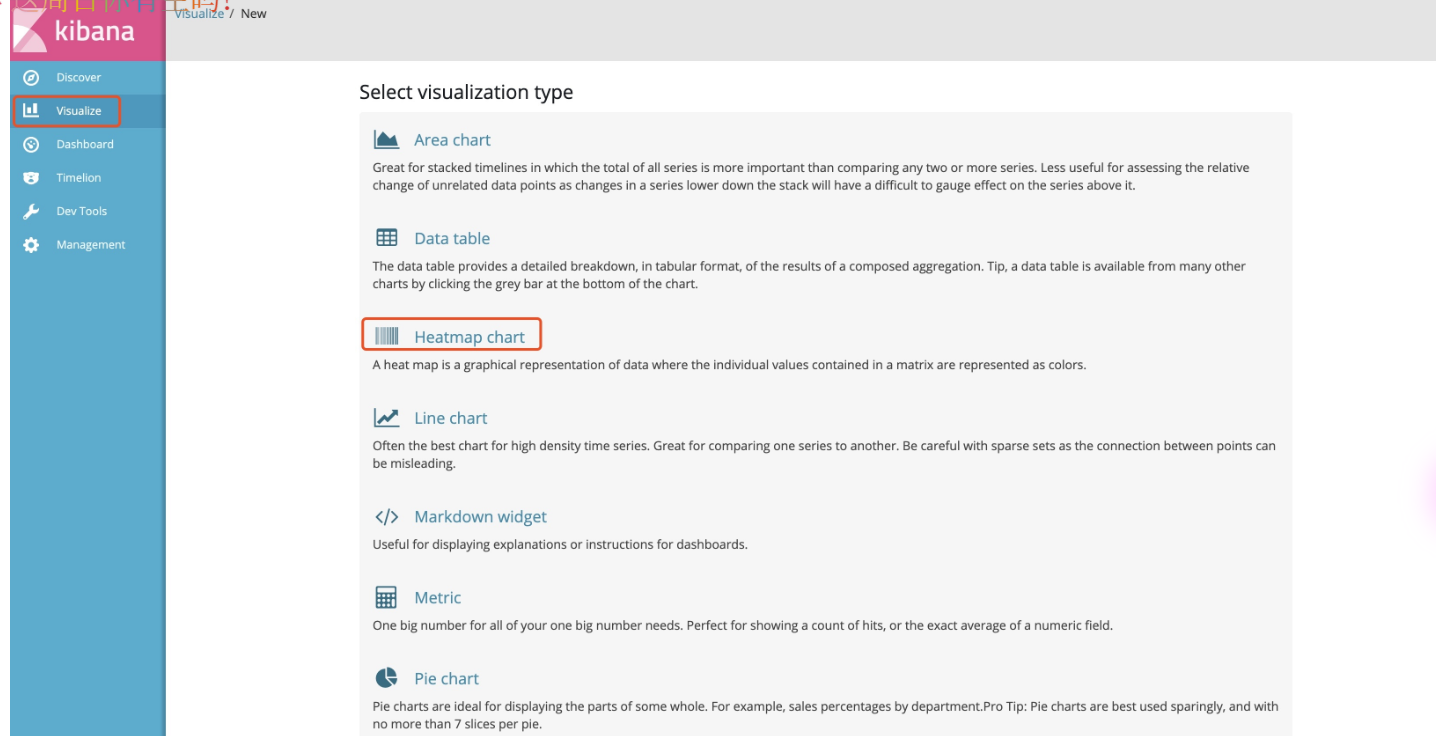 kibana
Visualize / New
Discover
Visualize
Dashboard
Timelion
Dev Tools
Management
Select visualization type
Area chart
Great for stacked timelines in which the total of all series is more important than comparing any two or more series. Less useful for assessing the relative
change of unrelated data points as changes in a series lower down the stack will have a difficult to gauge effect on the series above it.
Data table
The data table provides a detailed breakdown, in tabular format, of the results of a composed aggregation. Tip, a data table is available from many other
charts by clicking the grey bar at the bottom of the chart.
Heatmap chart
A heat map is a graphical representation of data where the individual values contained in a matrix are represented as colors.
Line chart
Often the best chart for high density time series. Great for comparing one series to another. Be careful with sparse sets as the connection between points can
be misleading.
Markdown widget
Useful for displaying explanations or instructions for dashboards.
Metric
One big number for all of your one big number needs. Perfect for showing a count of hits, or the exact average of a numeric field.
Pie chart
Pie charts are ideal for displaying the parts of some whole. For example, sales percentages by department.Pro Tip: Pie charts are best used sparingly, and with
no more than 7 slices per pie.